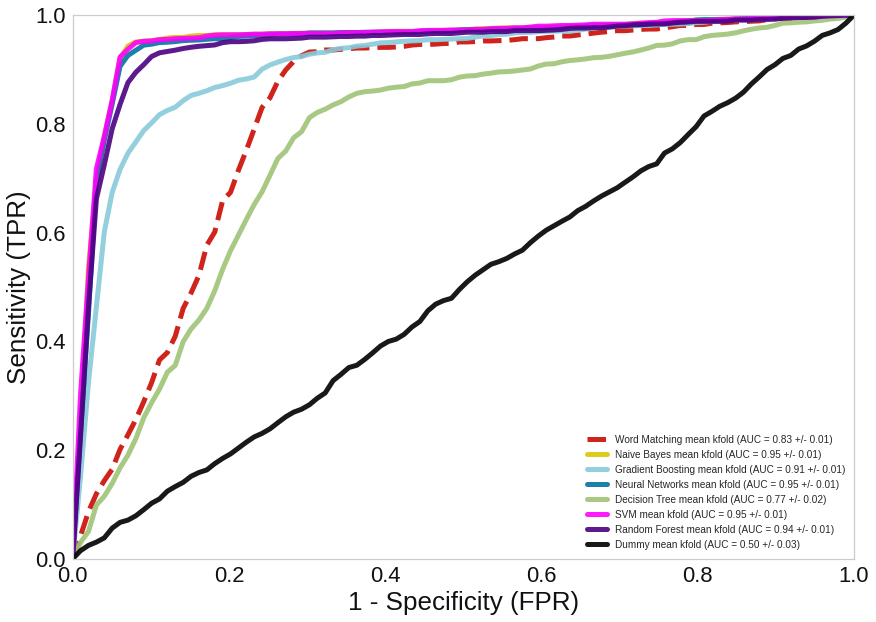 1.0
0.8
0.6
0.4
0.2
0.0
Sensitivity (TPR)
Word Matching mean kfold (AUC = 0.83 +/- 0.01)
Naive Bayes mean kfold (AUC = 0.95 +/- 0.01)
Gradient Boosting mean kfold (AUC = 0.91 +/- 0.01)
Neural Networks mean kfold (AUC = 0.95 +/- 0.01)
Decision Tree mean kfold (AUC = 0.77 +/- 0.02)
SVM mean kfold (AUC = 0.95 +/- 0.01)
Random Forest mean kfold (AUC = 0.94 +/- 0.01)
Dummy mean kfold (AUC = 0.50 +/- 0.03)
0.0 0.2 0.4 0.6 0.8 1.0
1 - Specificity (FPR)